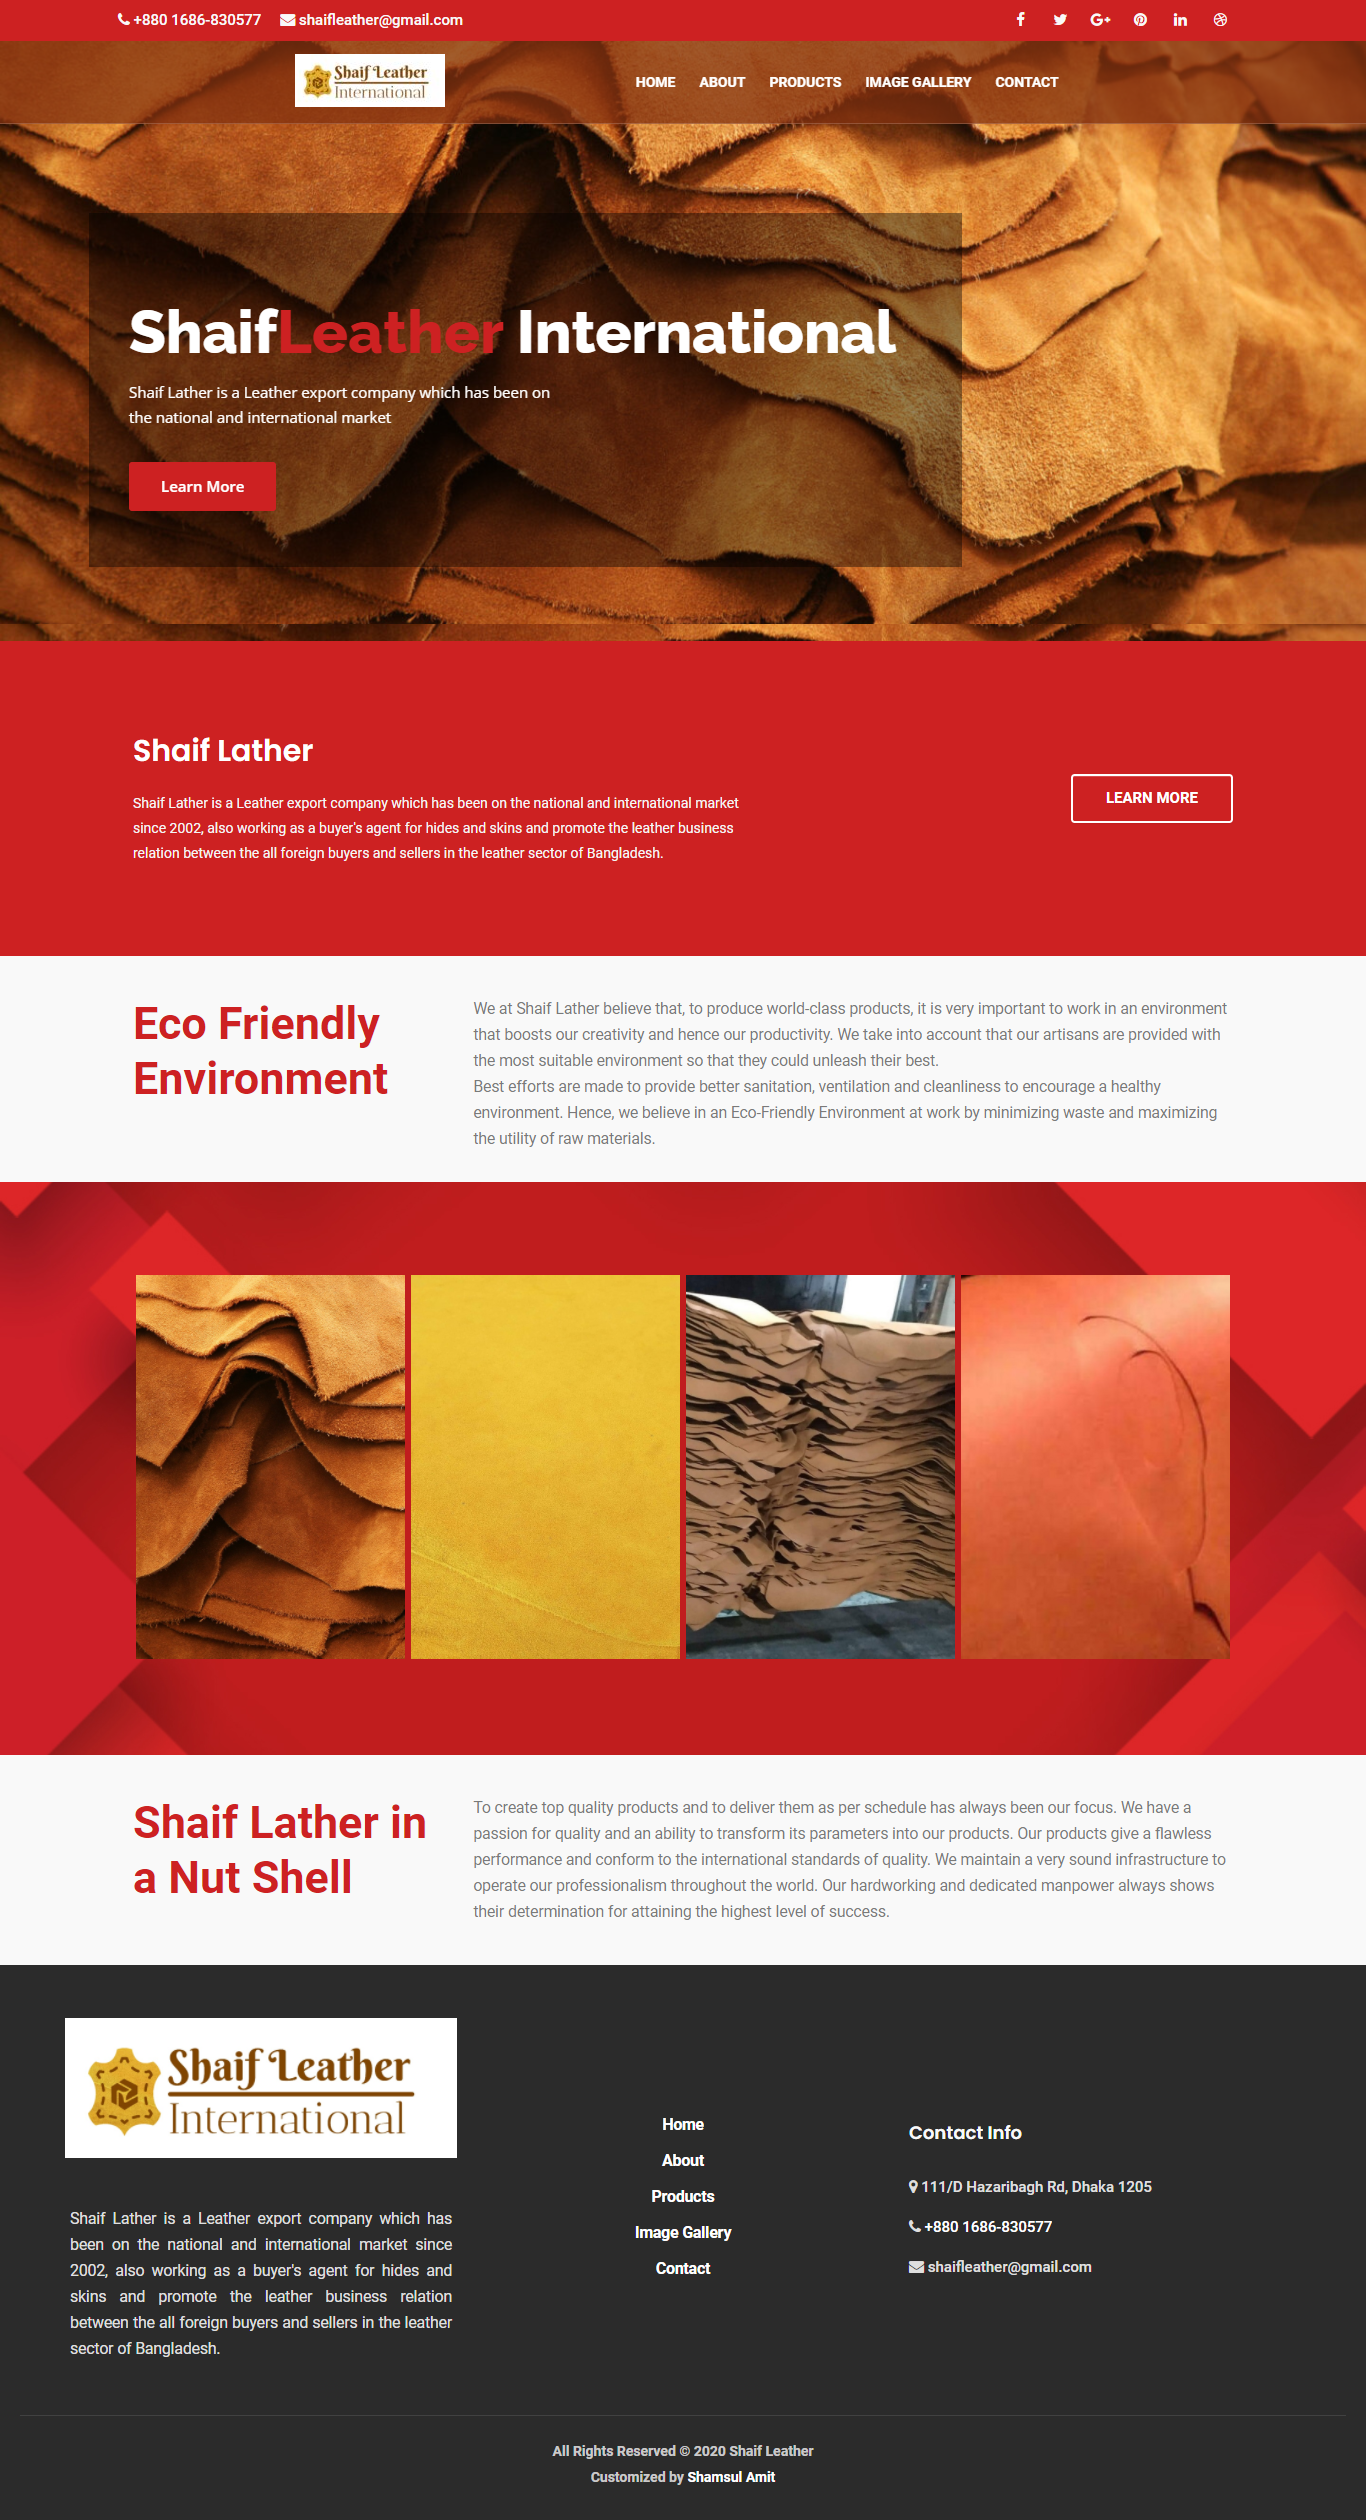 +880 1686-830577 shaifleather@gmail.com
Shaif Leather
International
HOME ABOUT PRODUCTS IMAGE GALLERY CONTACT
ShaifLeather International
Shaif Lather is a Leather export company which has been on
the national and international market
Learn More
Shaif Lather
Shaif Lather is a Leather export company which has been on the national and international market
since 2002, also working as a buyer's agent for hides and skins and promote the leather business
relation between the all foreign buyers and sellers in the leather sector of Bangladesh.
LEARN MORE
Eco Friendly
Environment
We at Shaif Lather believe that, to produce world-class products, it is very important to work in an environment
that boosts our creativity and hence our productivity. We take into account that our artisans are provided with
the most suitable environment so that they could unleash their best.
Best efforts are made to provide better sanitation, ventilation and cleanliness to encourage a healthy
environment. Hence, we believe in an Eco-Friendly Environment at work by minimizing waste and maximizing
the utility of raw materials.
Shaif Lather in
a Nut Shell
To create top quality products and to deliver them as per schedule has always been our focus. We have a
passion for quality and an ability to transform its parameters into our products. Our products give a flawless
performance and conform to the international standards of quality. We maintain a very sound infrastructure to
operate our professionalism throughout the world. Our hardworking and dedicated manpower always shows
their determination for attaining the highest level of success.
Shaif Leather
International
Shaif Lather is a Leather export company which has
been on the national and international market since
2002, also working as a buyer's agent for hides and
skins and promote the leather business relation
between the all foreign buyers and sellers in the leather
sector of Bangladesh.
Home
About
Products
Image Gallery
Contact
Contact Info
111/D Hazaribagh Rd, Dhaka 1205
+880 1686-830577
shaifleather@gmail.com
All Rights Reserved © 2020 Shaif Leather
Customized by Shamsul Amit